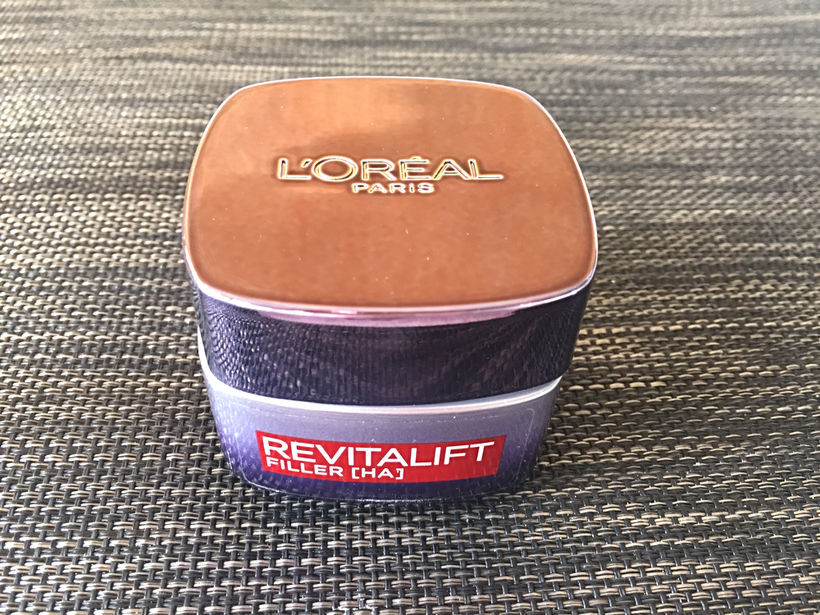 L'ORÉAL
PARIS
REVITALIFT
FILLER [HA]